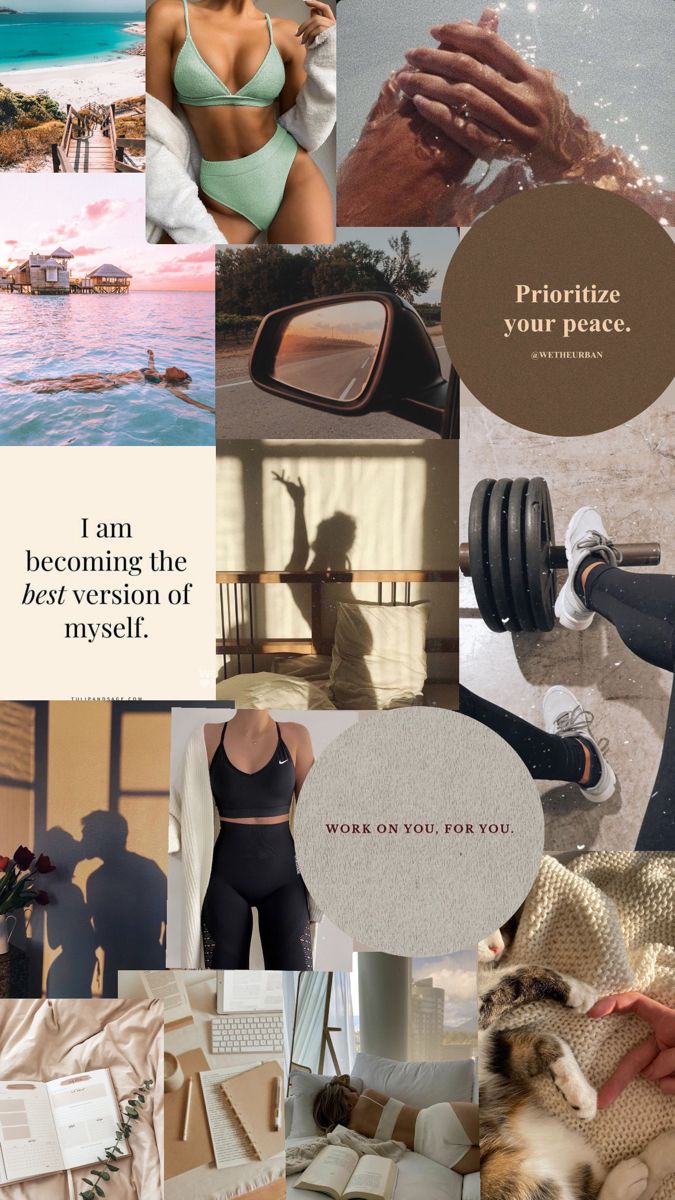 Prioritize
your peace.
@WETHEURBAN
I am
becoming the
best version of
myself.
TULIPANDSAGE.COM
WORK ON YOU, FOR YOU.